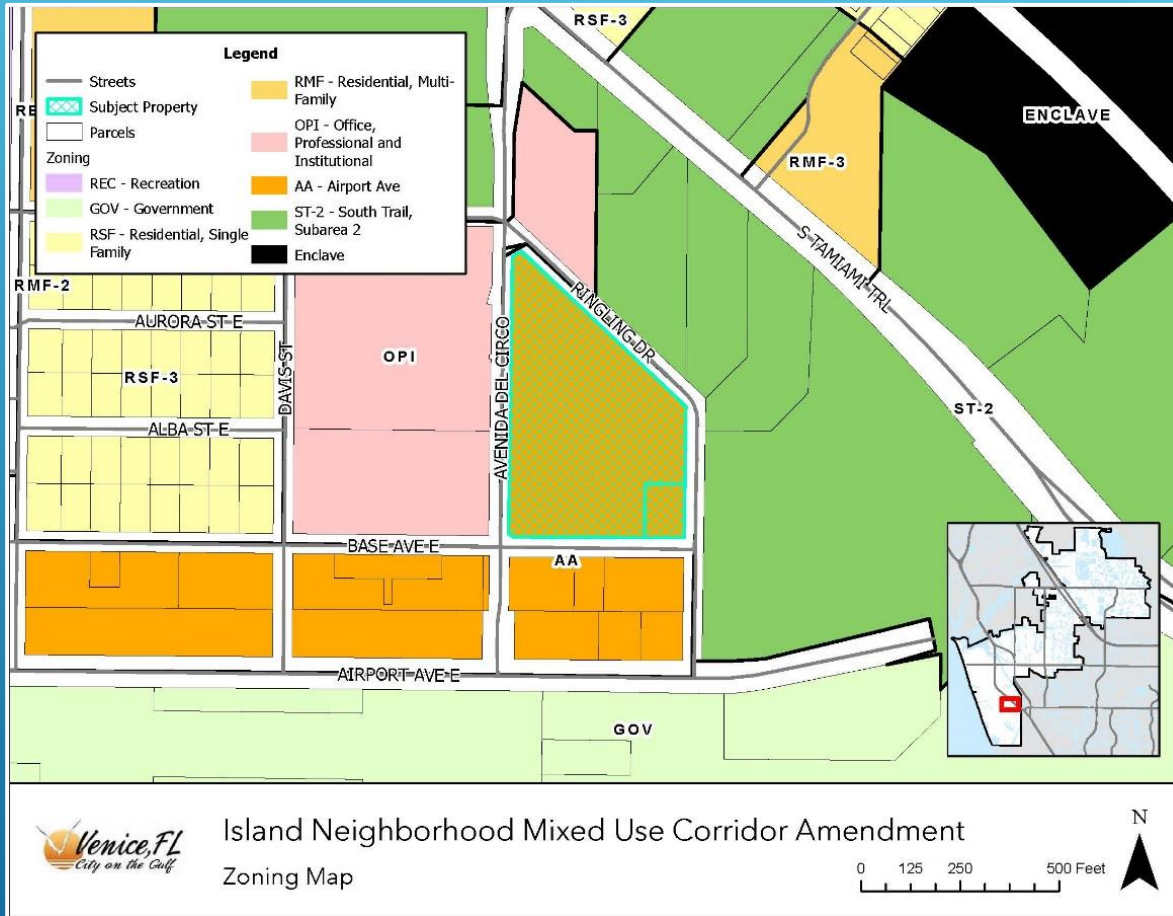 RSF-3
Legend
Streets
Subject Property
Parcels
Zoning
REC - Recreation
GOV - Government
RSF - Residential, Single
Family
RMF - Residential, Multi-
Family
OPI - Office,
Professional and
Institutional
AA - Airport Ave
ST-2 - South Trail,
Subarea 2
Enclave
ENCLAVE
RMF-3
S TAMIAMI TRL
RMF-2
AURORA ST E
RSF-3
DAVIS ST
ALBA ST E
OPI
AVENIDA DEL CIRCO
RINGLING DR
ST-2
BASE AVE E
AA
AIRPORT AVE E
GOV
Venice, FL
City on the Gulf
Island Neighborhood Mixed Use Corridor Amendment
Zoning Map
N
0 125 250 500 Feet